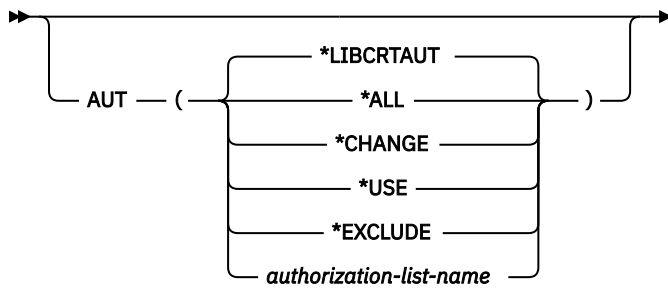 *LIBCRTAUT
AUT ( *ALL )
*CHANGE
*USE
*EXCLUDE
authorization-list-name